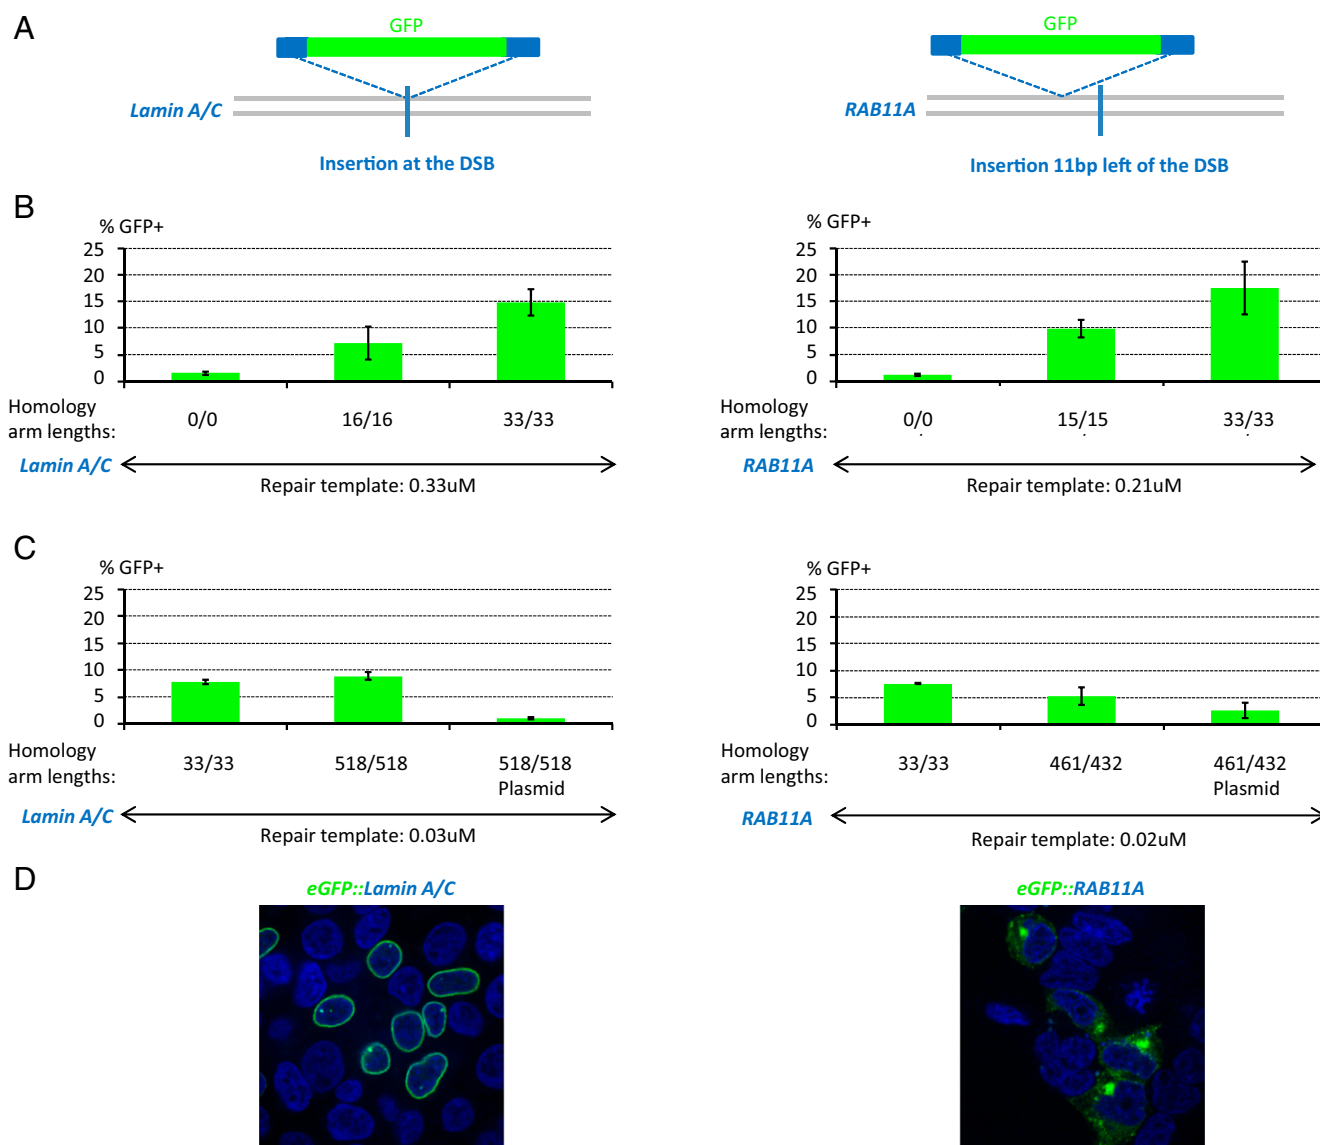 A
GFP
Lamin A/C
Insertion at the DSB
GFP
RAB11A
Insertion 11bp left of the DSB
B
% GFP+
25
20
15
10
5
0
Homology
arm lengths:
0/0
16/16
33/33
Lamin A/C
Repair template: 0.33uM
% GFP+
25
20
15
10
5
0
Homology
arm lengths:
0/0
15/15
33/33
RAB11A
Repair template: 0.21uM
C
% GFP+
25
20
15
10
5
0
Homology
arm lengths:
33/33
518/518
518/518
Plasmid
Lamin A/C
Repair template: 0.03uM
% GFP+
25
20
15
10
5
0
Homology
arm lengths:
33/33
461/432
461/432
Plasmid
RAB11A
Repair template: 0.02uM
D
eGFP::Lamin A/C
eGFP::RAB11A